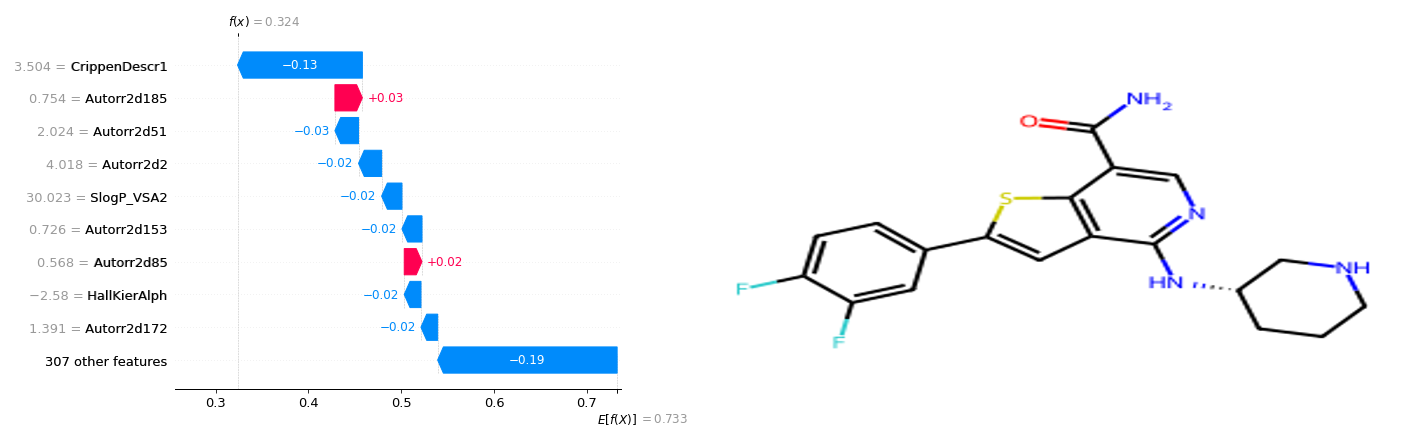 f(x) = 0.324
3.504 = CrippenDescr1
−0.13
0.754 = Autorr2d185
+0.03
2.024 = Autorr2d51
−0.03
4.018 = Autorr2d2
−0.02
30.023 = SlogP_VSA2
−0.02
0.726 = Autorr2d153
−0.02
0.568 = Autorr2d85
+0.02
−2.58 = HallKierAlph
−0.02
1.391 = Autorr2d172
−0.02
307 other features
−0.19
0.3 0.4 0.5 0.6 0.7
E[f(X)] = 0.733
NH2
O
S
N
NH
HN
F
F